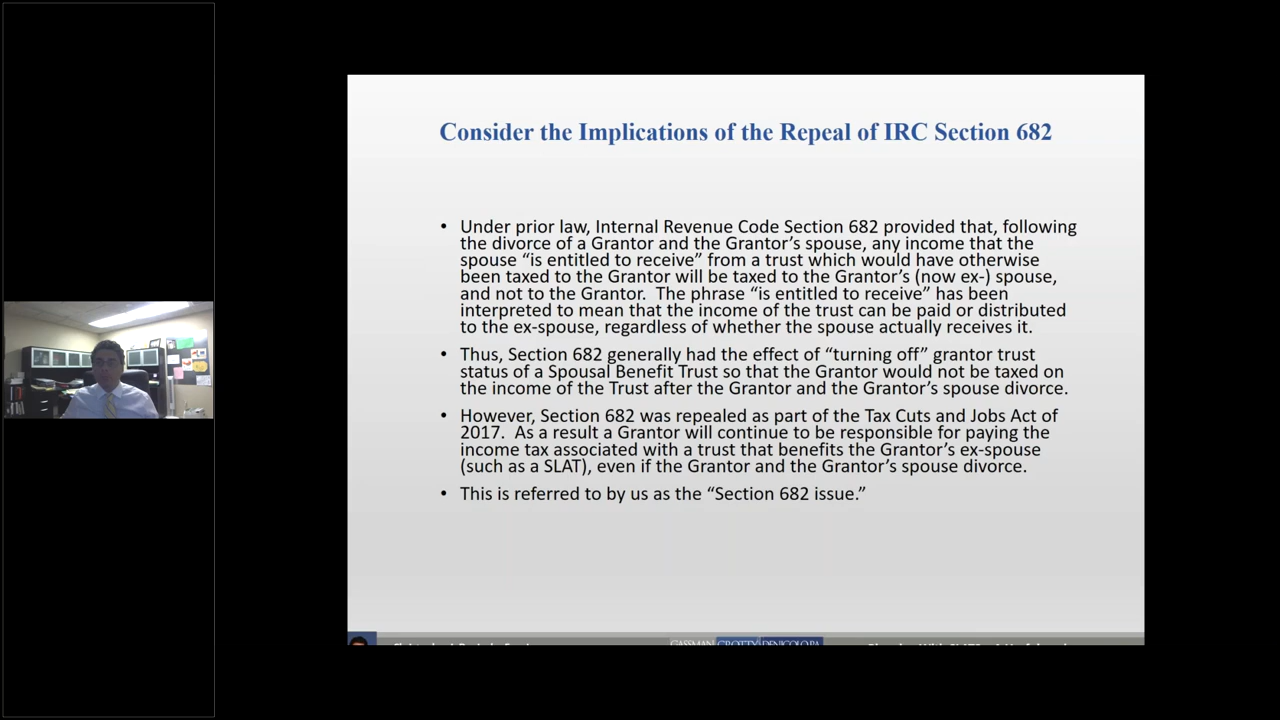 Consider the Implications of the Repeal of IRC Section 682
• Under prior law, Internal Revenue Code Section 682 provided that, following
the divorce of a Grantor and the Grantor’s spouse, any income that the
spouse “is entitled to receive” from a trust which would have otherwise
been taxed to the Grantor will be taxed to the Grantor’s (now ex-) spouse,
and not to the Grantor. The phrase “is entitled to receive” has been
interpreted to mean that the income of the trust can be paid or distributed
to the ex-spouse, regardless of whether the spouse actually receives it.
• Thus, Section 682 generally had the effect of “turning off” grantor trust
status of a Spousal Benefit Trust so that the Grantor would not be taxed on
the income of the Trust after the Grantor and the Grantor’s spouse divorce.
• However, Section 682 was repealed as part of the Tax Cuts and Jobs Act of
2017. As a result a Grantor will continue to be responsible for paying the
income tax associated with a trust that benefits the Grantor’s ex-spouse
(such as a SLAT), even if the Grantor and the Grantor’s spouse divorce.
• This is referred to by us as the “Section 682 issue.”
GASSMAN CROTTY DENICOLO PA